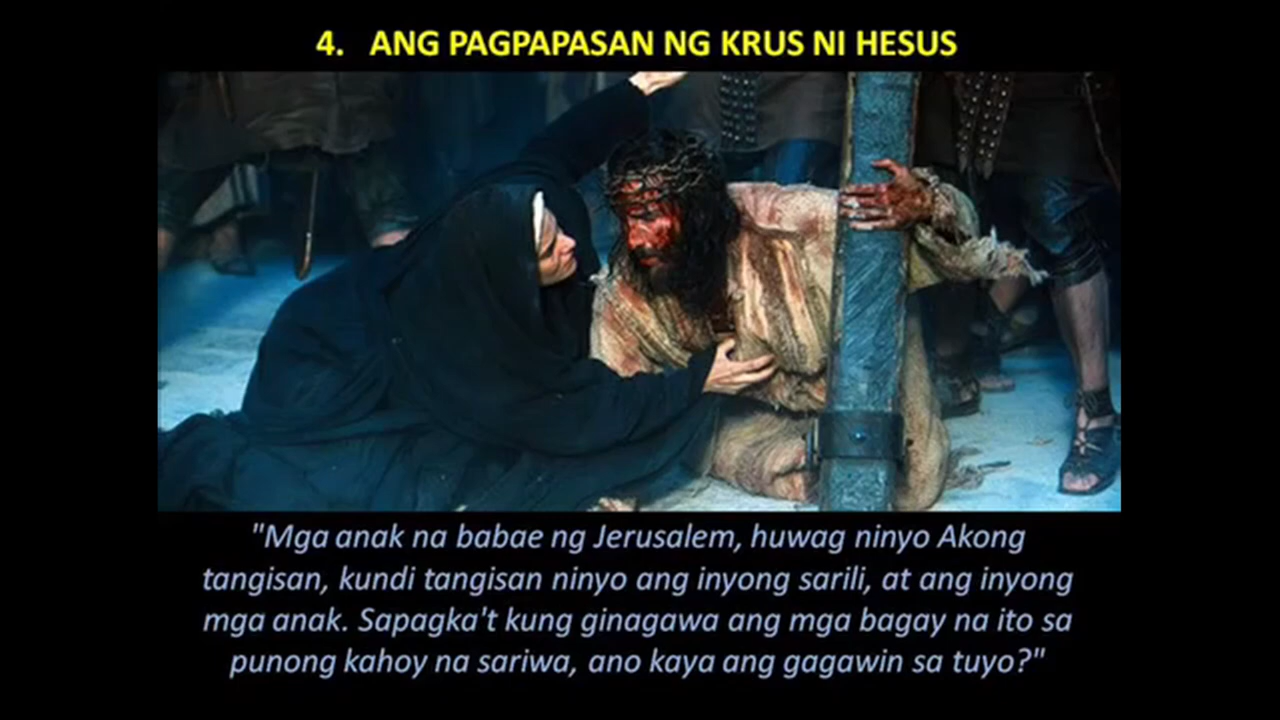 4. ANG PAGPAPASAN NG KRUS NI HESUS
"Mga anak na babae ng Jerusalem, huwag ninyo Akong
tangisan, kundi tangisan ninyo ang inyong sarili, at ang inyong
mga anak. Sapagka't kung ginagawa ang mga bagay na ito sa
punong kahoy na sariwa, ano kaya ang gagawin sa tuyo?"